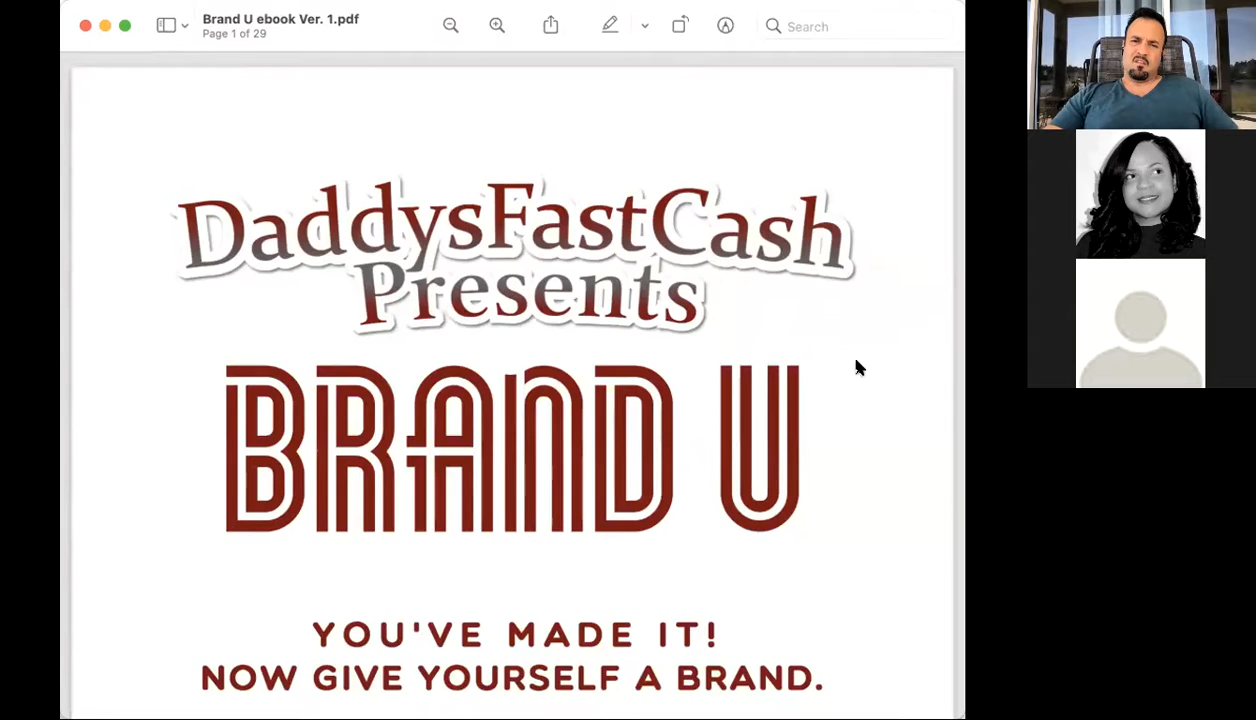 Brand U ebook Ver. 1.pdf
Page 1 of 29
Search
DaddysFastCash
Presents
BRAND U
YOU'VE MADE IT!
NOW GIVE YOURSELF A BRAND.